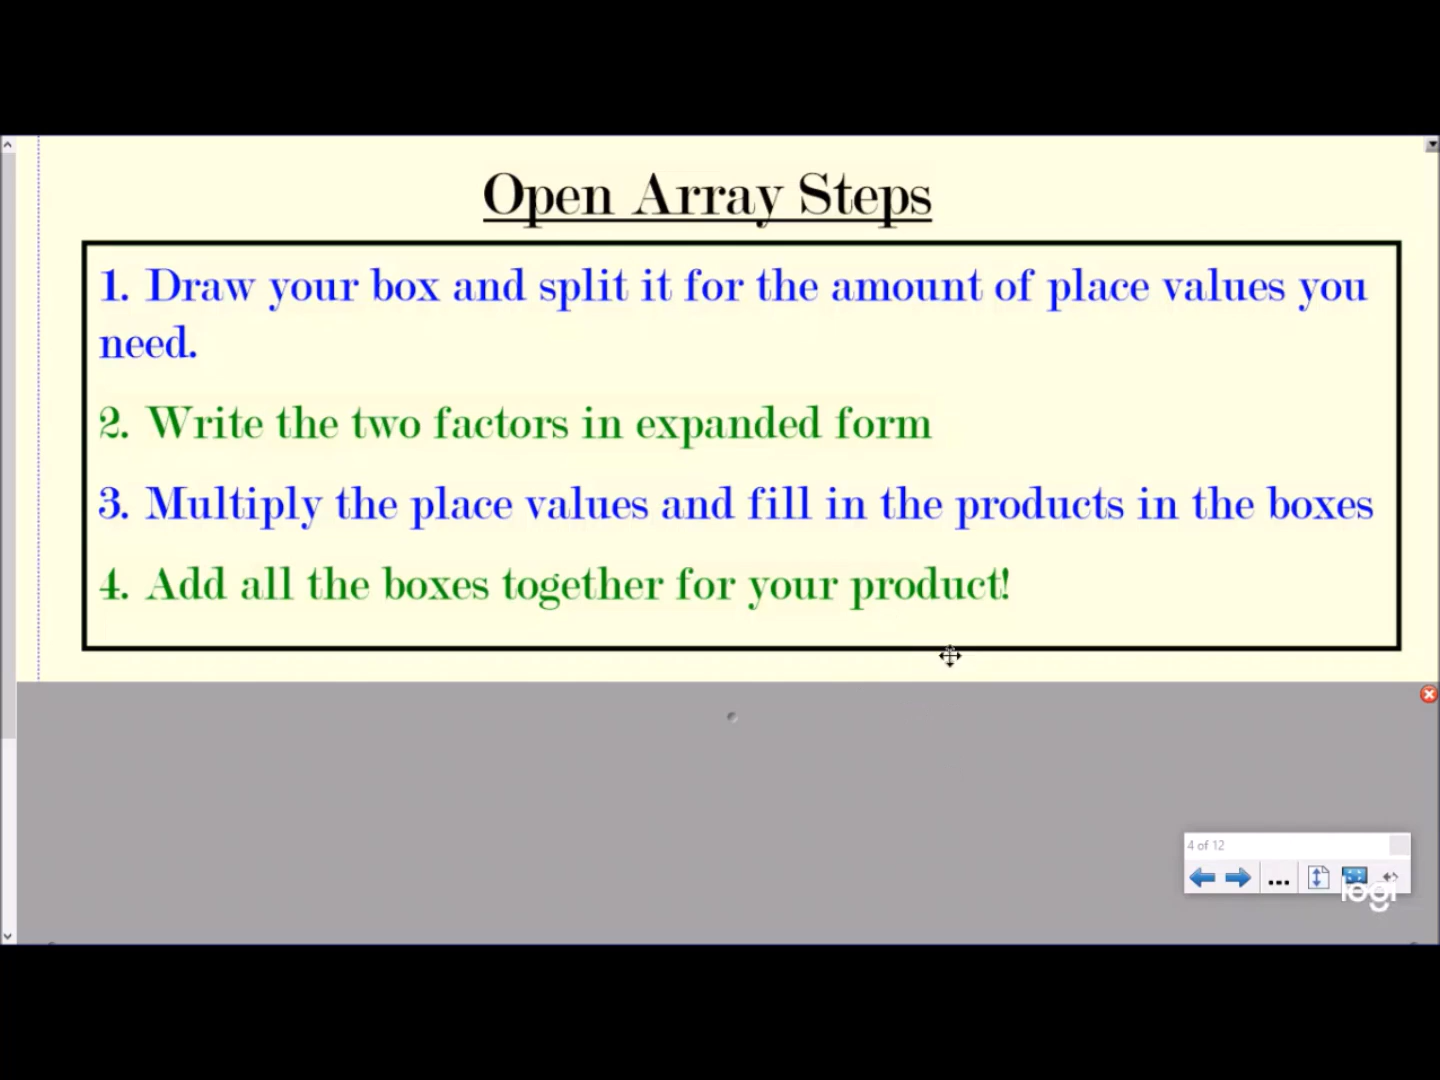 Open Array Steps
1. Draw your box and split it for the amount of place values you
need.
2. Write the two factors in expanded form
3. Multiply the place values and fill in the products in the boxes
4. Add all the boxes together for your product!
4 of 12
logi